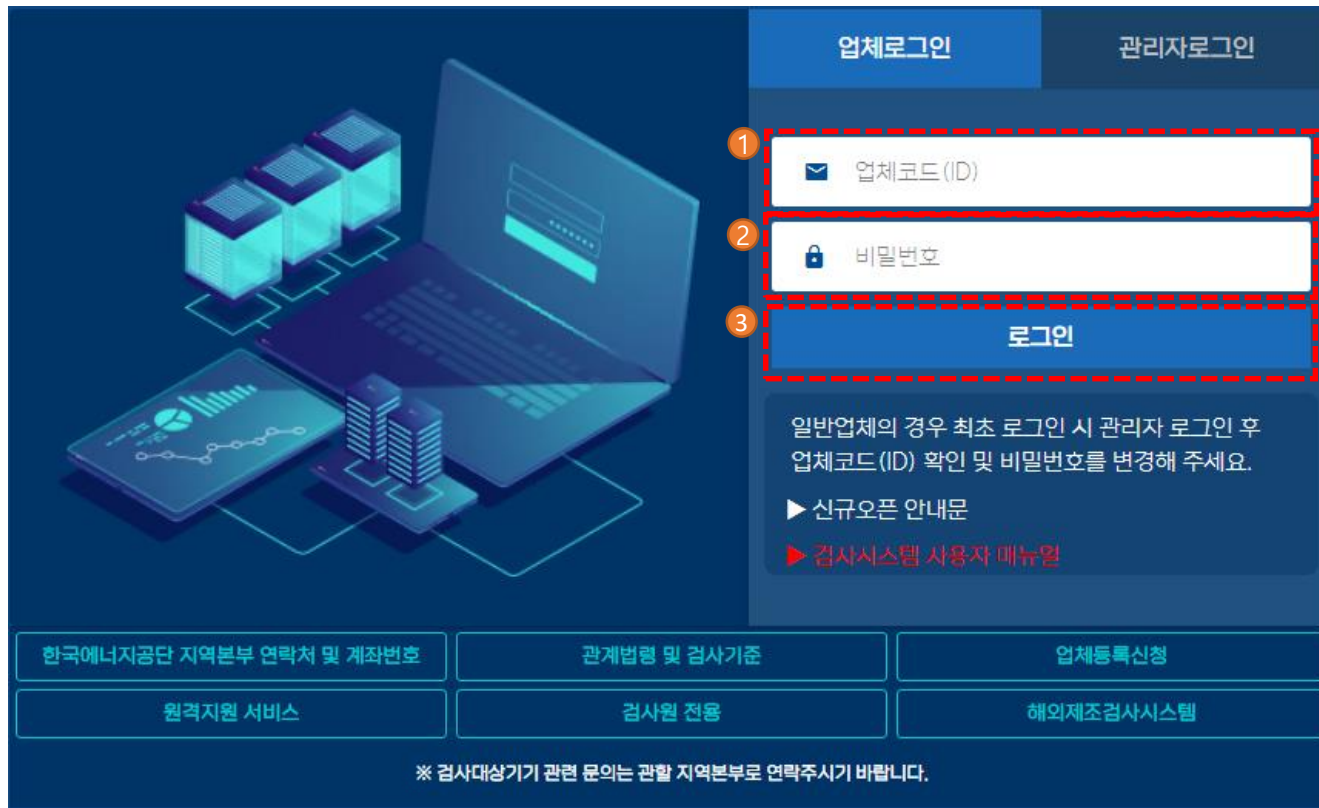 업체로그인
관리자로그인
1
업체코드(ID)
2
비밀번호
3
로그인
일반업체의 경우 최초 로그인 시 관리자 로그인 후
업체코드(ID) 확인 및 비밀번호를 변경해 주세요.
▶ 신규오픈 안내문
▶ 검사시스템 사용자 매뉴얼
한국에너지공단 지역본부 연락처 및 계좌번호
관계법령 및 검사기준
업체등록신청
원격지원 서비스
검사원 전용
해외제조검사시스템
※ 검사대상기기 관련 문의는 관할 지역본부로 연락주시기 바랍니다.